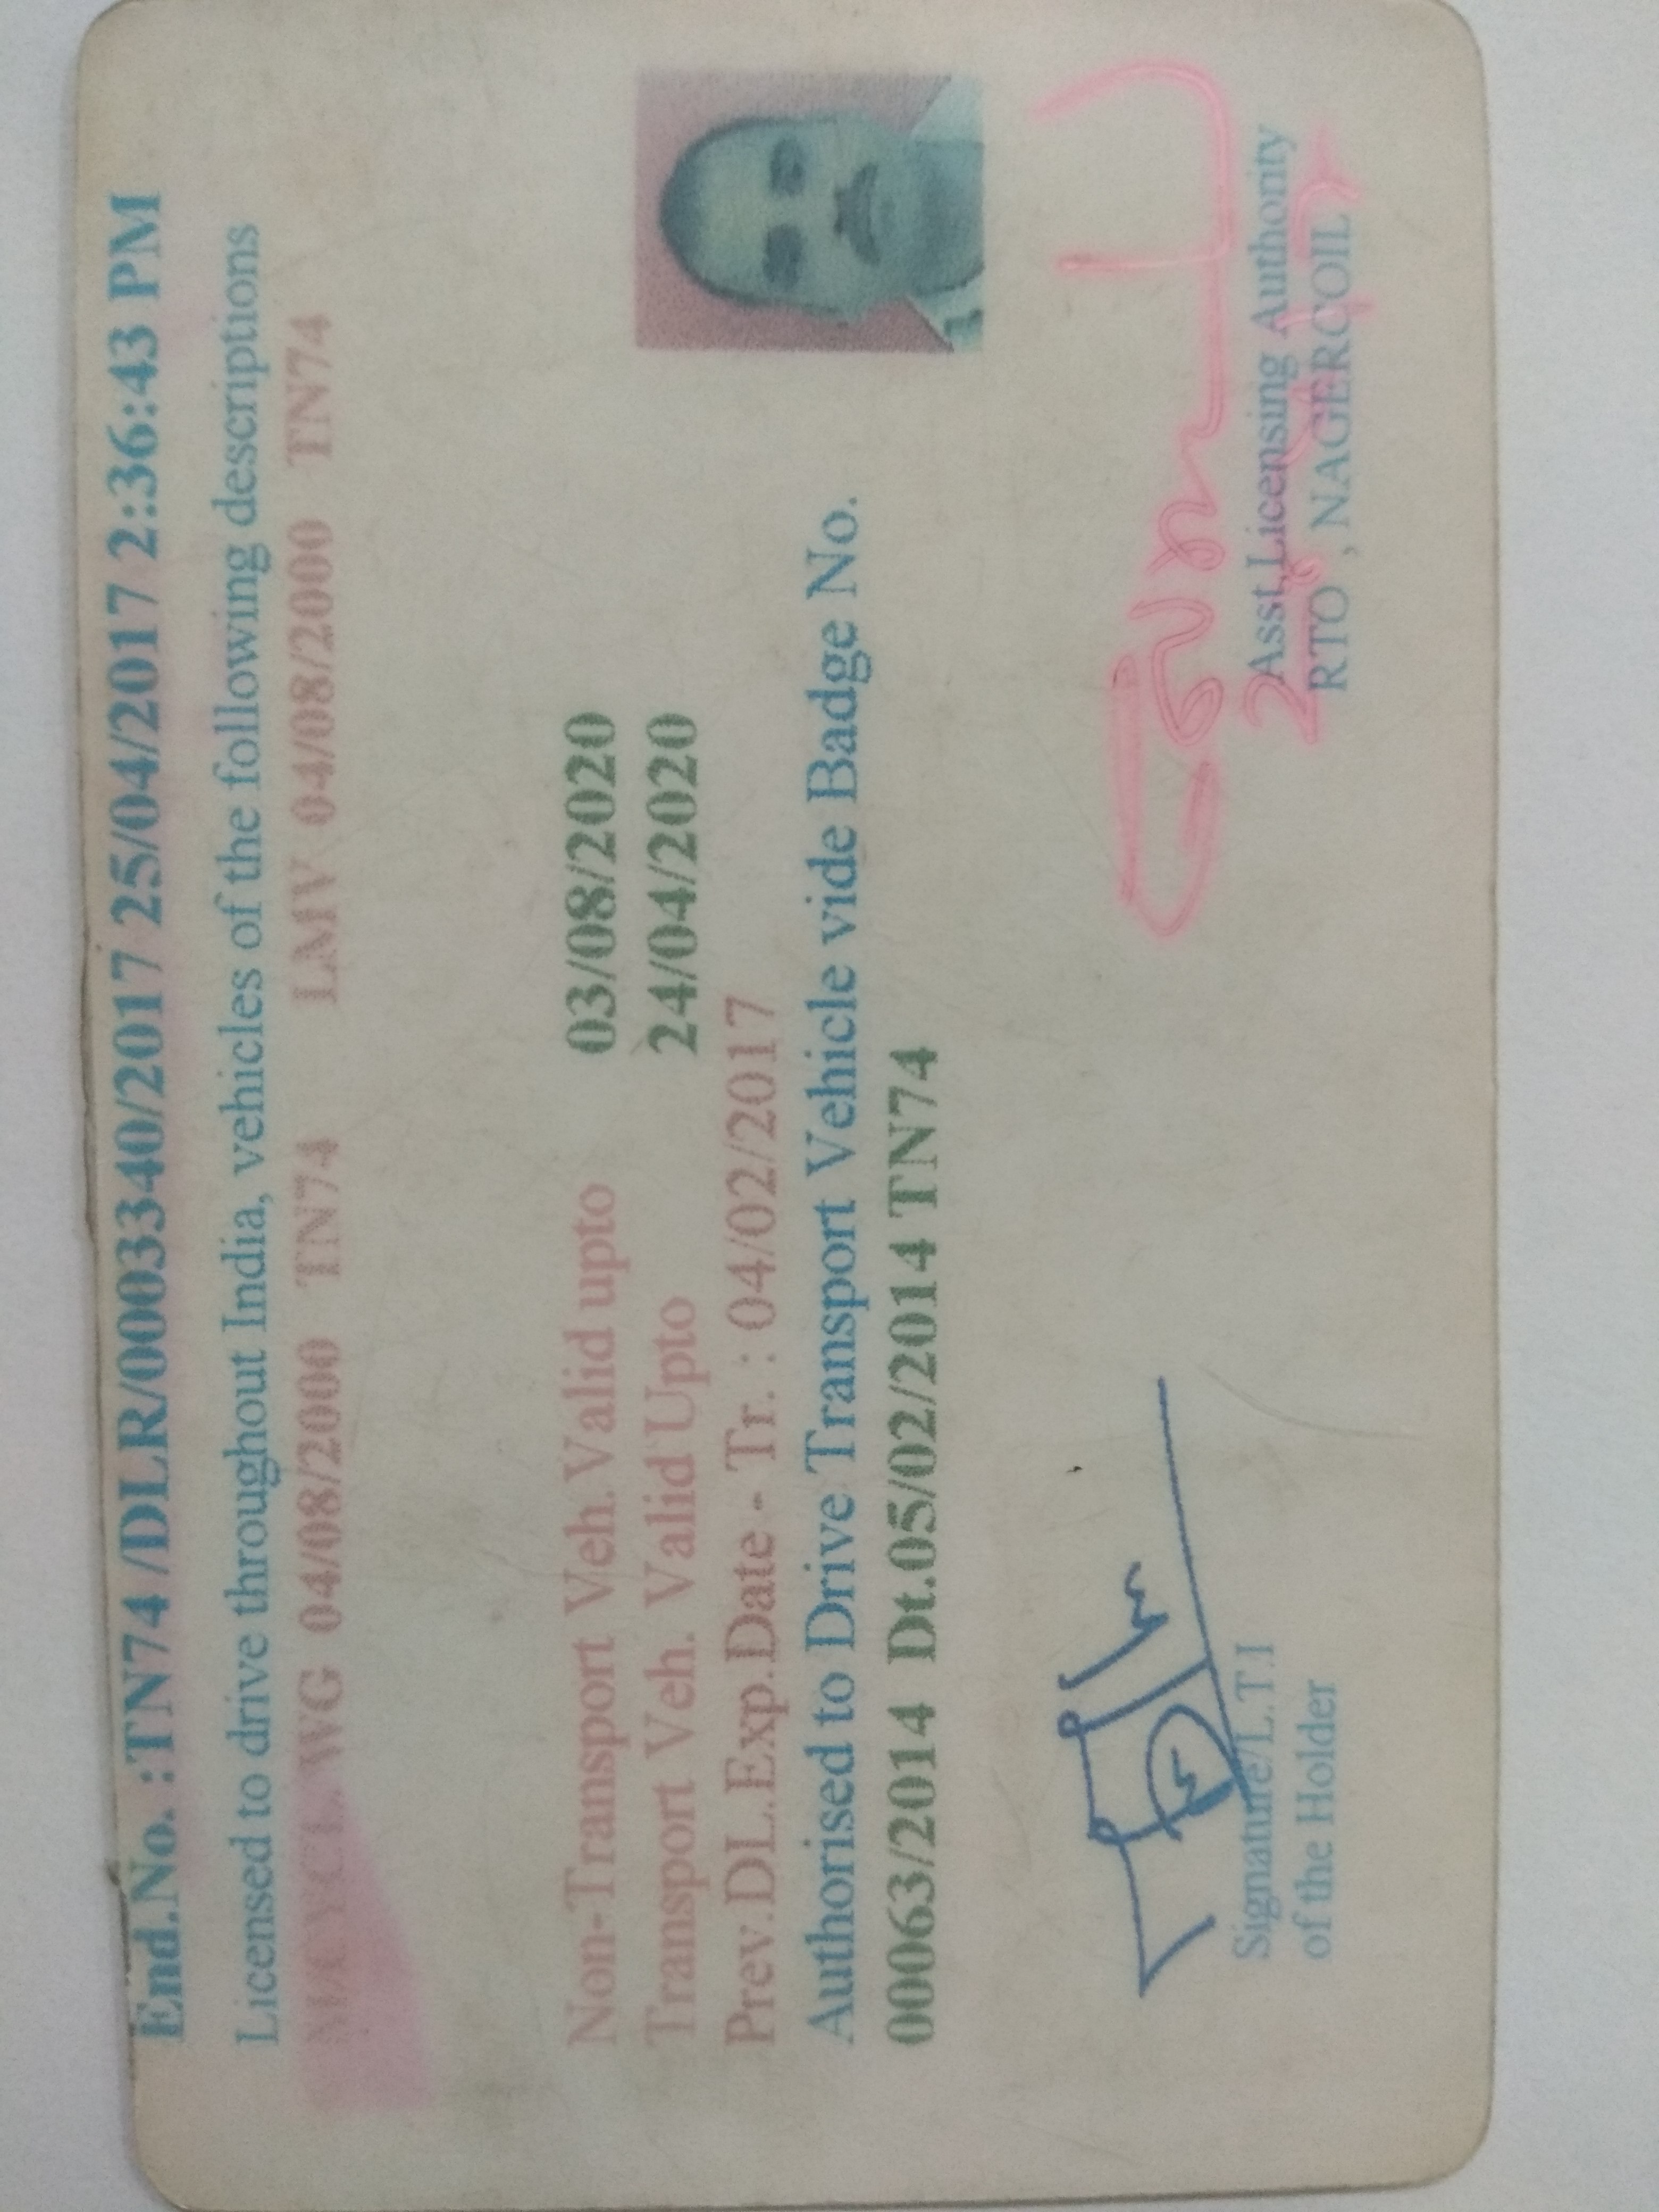 End.No. :TN74 /DLR/0003340/2017 25/04/2017 2:36:43 PM
Licensed to drive throughout India, vehicles of the following descriptions
M/CYCL.WG 04/08/2000 TN74 LMV 04/08/2000 TN74
Non-Transport Veh.Valid upto 03/08/2020
Transport Veh. Valid Upto 24/04/2020
Prev.DL.Exp.Date - Tr. : 04/02/2017
Authorised to Drive Transport Vehicle vide Badge No.
00063/2014 Dt.05/02/2014 TN74
Signature/L.T.I
of the Holder
Asst.Licensing Authority
RTO , NAGERCOIL